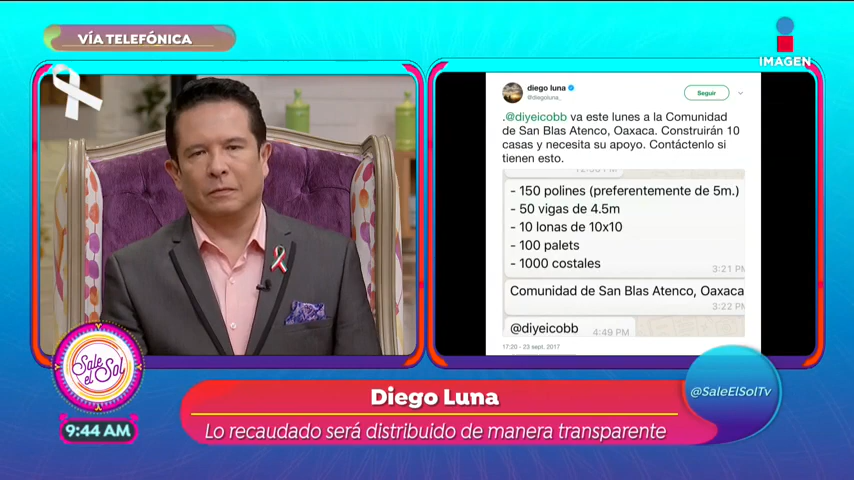 VÍA TELEFÓNICA
IMAGEN
diego luna
@diegoluna_
Seguir
.@diyeicobb va este lunes a la Comunidad
de San Blas Atenco, Oaxaca. Construirán 10
casas y necesita su apoyo. Contáctenlo si
tienen esto.
- 150 polines (preferentemente de 5m.)
- 50 vigas de 4.5m
- 10 lonas de 10x10
- 100 palets
- 1000 costales
3:21 PM
Comunidad de San Blas Atenco, Oaxaca
3:22 PM
@diyeicobb
4:49 PM
17:20 - 23 sept. 2017
Sale el Sol
9:44 AM
Diego Luna
@SaleElSolTv
Lo recaudado será distribuido de manera transparente